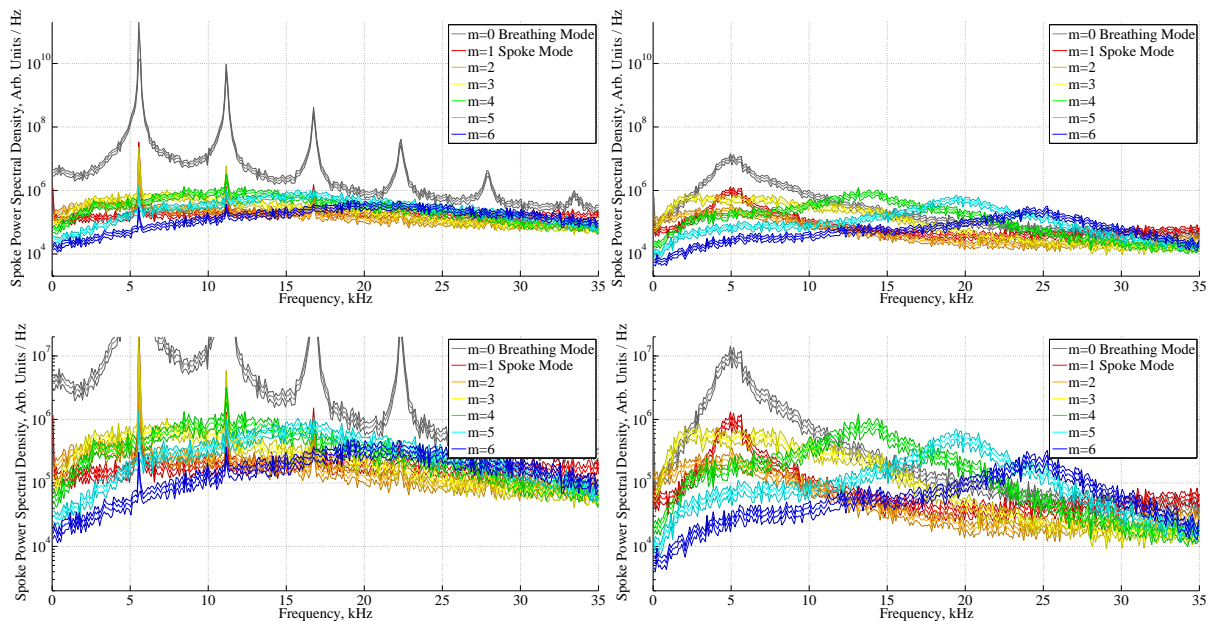 Spoke Power Spectral Density, Arb. Units / Hz
10^10
10^8
10^6
10^4
0 5 10 15 20 25 30 35
Frequency, kHz
m=0 Breathing Mode
m=1 Spoke Mode
m=2
m=3
m=4
m=5
m=6
Spoke Power Spectral Density, Arb. Units / Hz
10^10
10^8
10^6
10^4
0 5 10 15 20 25 30 35
Frequency, kHz
m=0 Breathing Mode
m=1 Spoke Mode
m=2
m=3
m=4
m=5
m=6
Spoke Power Spectral Density, Arb. Units / Hz
10^7
10^6
10^5
10^4
0 5 10 15 20 25 30 35
Frequency, kHz
m=0 Breathing Mode
m=1 Spoke Mode
m=2
m=3
m=4
m=5
m=6
Spoke Power Spectral Density, Arb. Units / Hz
10^7
10^6
10^5
10^4
0 5 10 15 20 25 30 35
Frequency, kHz
m=0 Breathing Mode
m=1 Spoke Mode
m=2
m=3
m=4
m=5
m=6